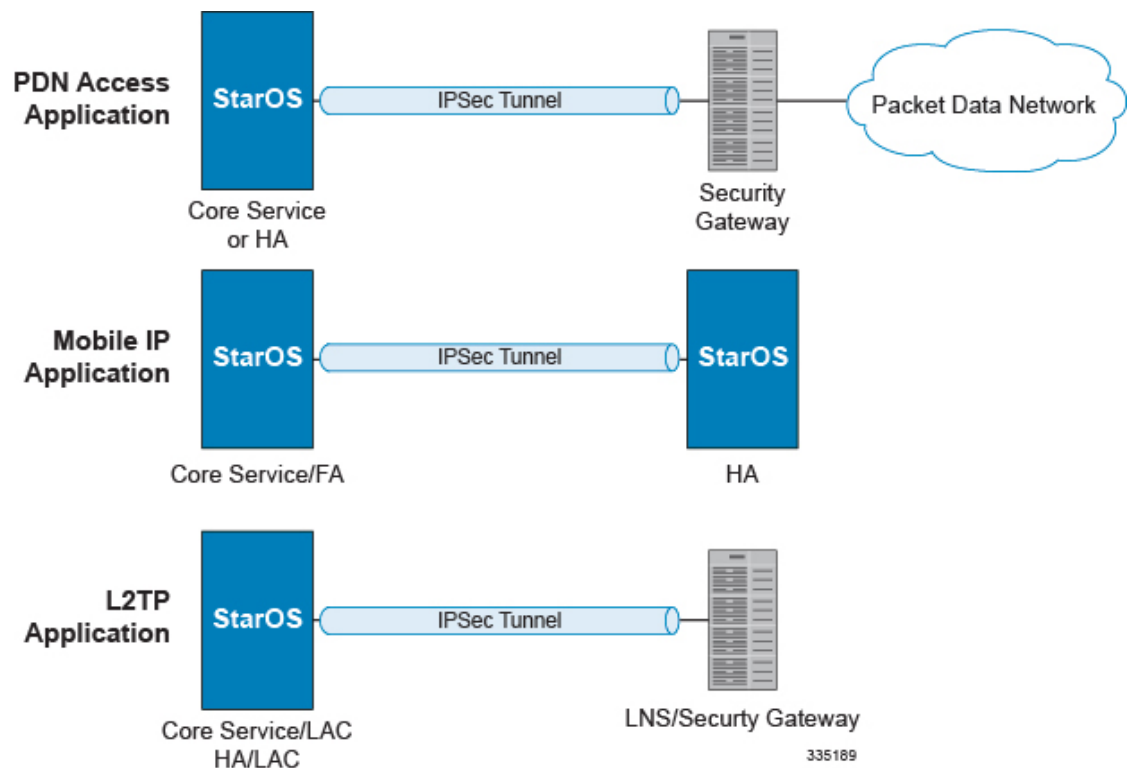 PDN Access
Application
StarOS
IPSec Tunnel
Packet Data Network
Core Service
or HA
Security
Gateway
Mobile IP
Application
StarOS
IPSec Tunnel
StarOS
Core Service/FA
HA
L2TP
Application
StarOS
IPSec Tunnel
Core Service/LAC
HA/LAC
LNS/Securty Gateway
335189